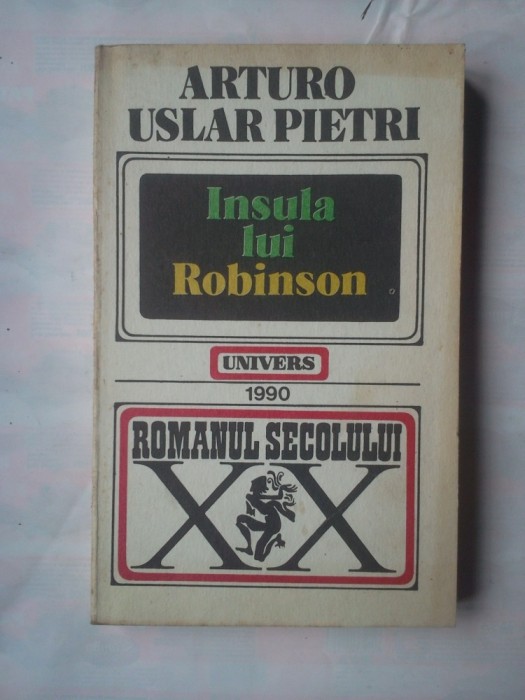 ARTURO
USLAR PIETRI
Insula
lui
Robinson
UNIVERS
1990
ROMANUL SECOLULUI
XX